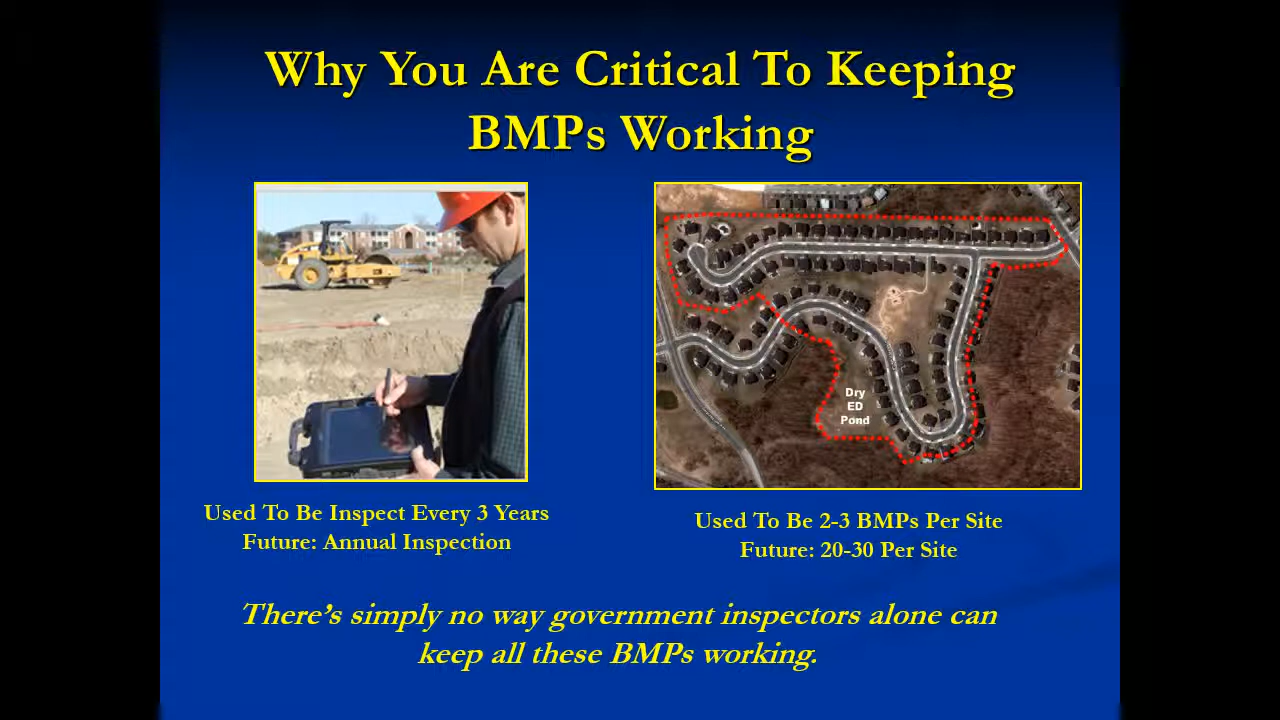 Why You Are Critical To Keeping
BMPs Working
Dry
ED
Pond
Used To Be Inspect Every 3 Years
Future: Annual Inspection
Used To Be 2-3 BMPs Per Site
Future: 20-30 Per Site
There's simply no way government inspectors alone can
keep all these BMPs working.